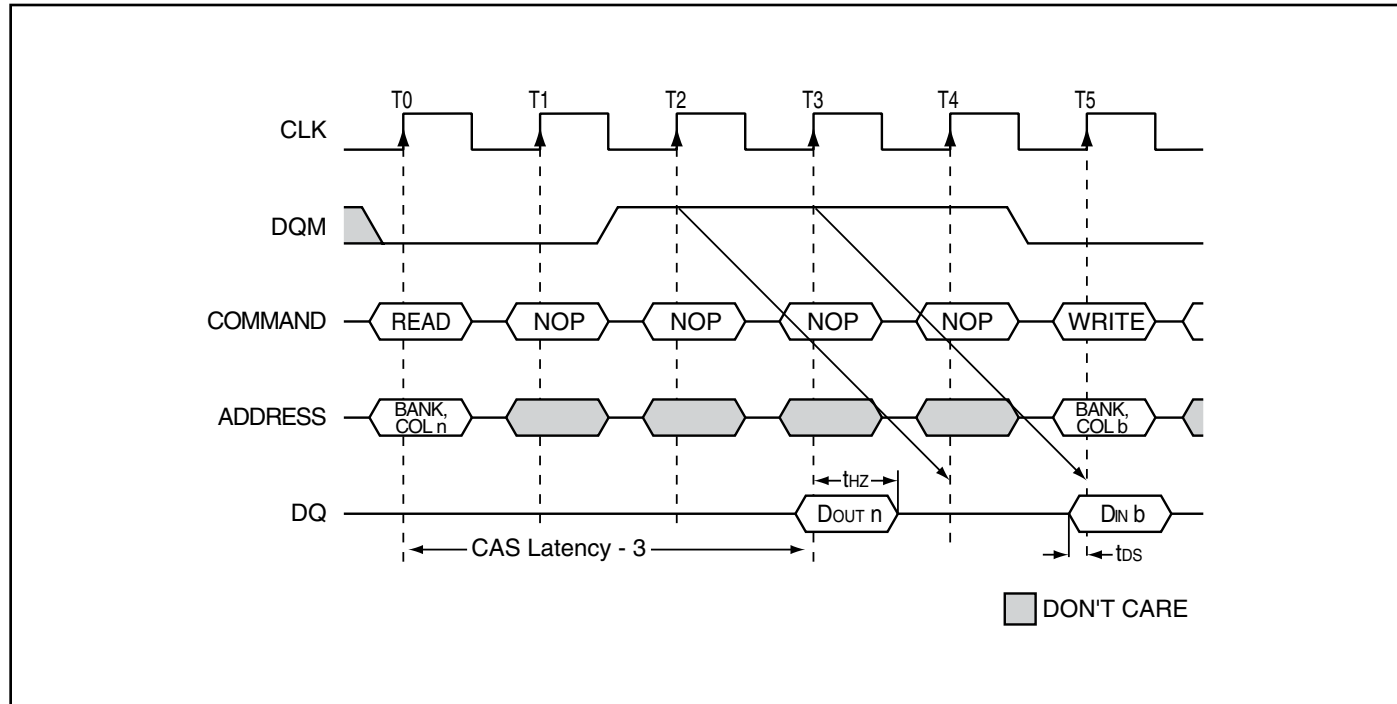 T0 T1 T2 T3 T4 T5
CLK
DQM
COMMAND READ NOP NOP NOP NOP WRITE
ADDRESS BANK, COL n BANK, COL b
tHZ
DQ DOUT n DIN b
CAS Latency - 3 tDS
DON'T CARE